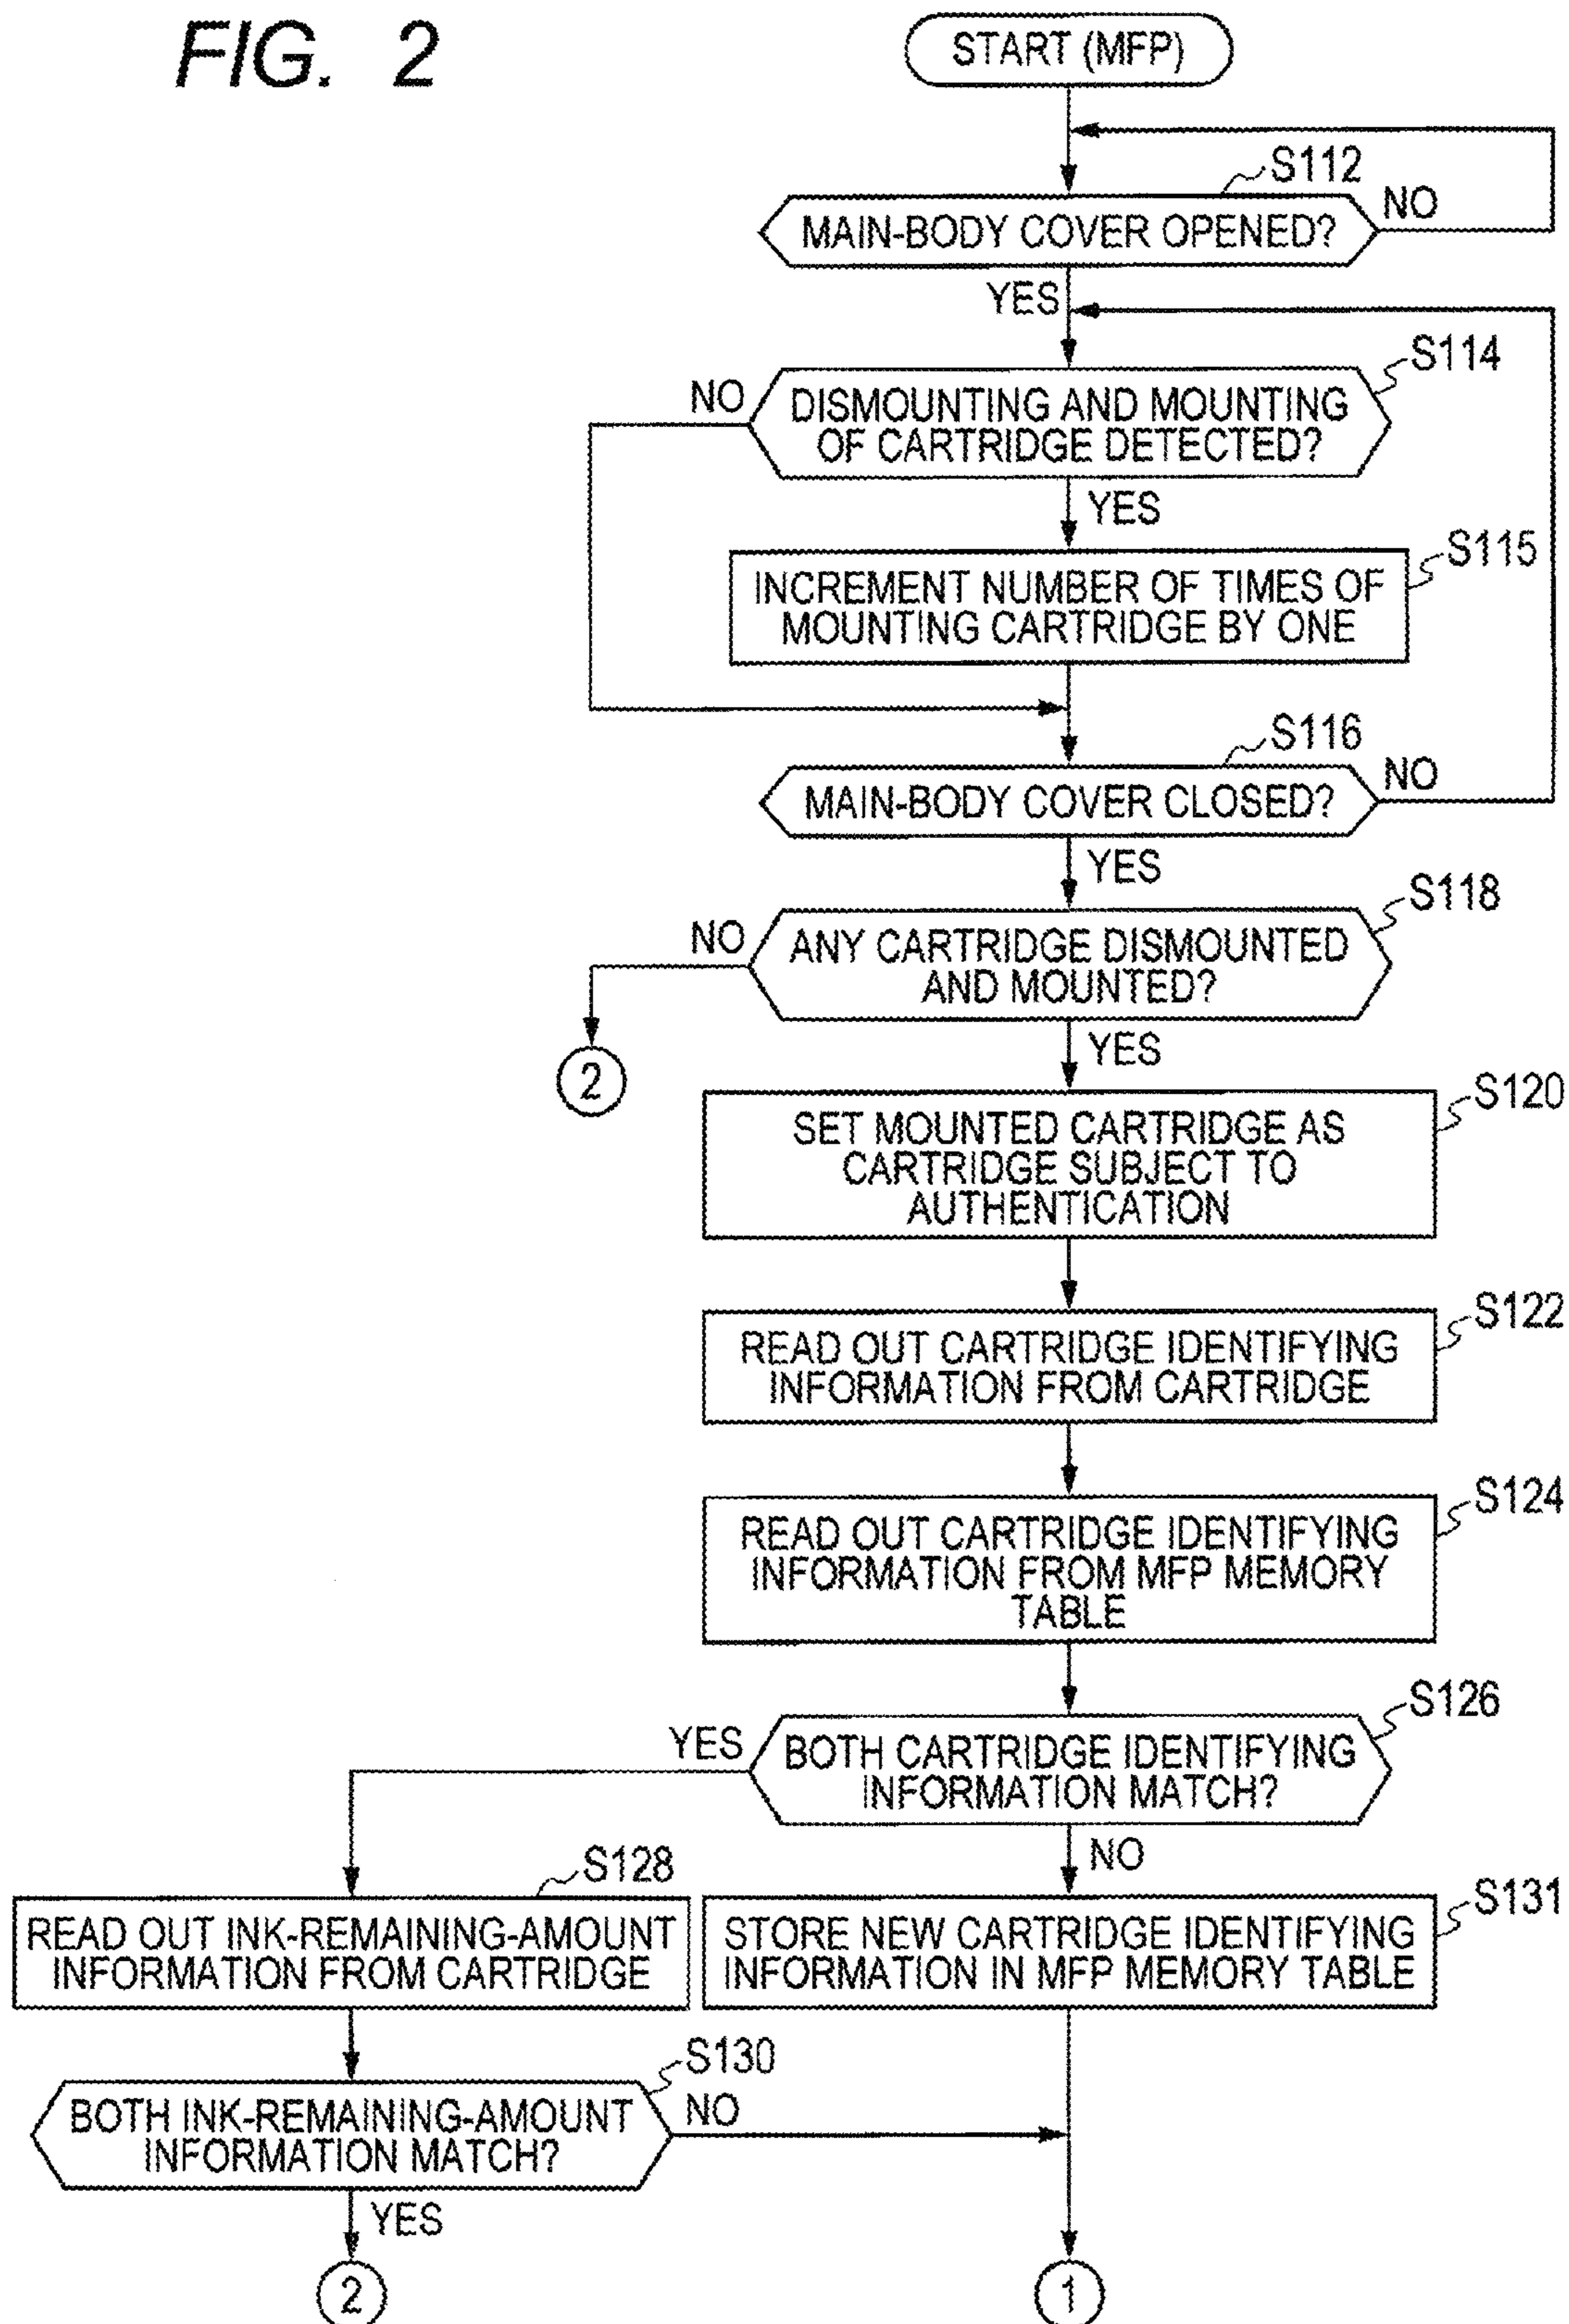 FIG. 2
START (MFP)
S112
MAIN-BODY COVER OPENED?
NO
YES
S114
NO
DISMOUNTING AND MOUNTING
OF CARTRIDGE DETECTED?
YES
S115
INCREMENT NUMBER OF TIMES OF
MOUNTING CARTRIDGE BY ONE
S116
MAIN-BODY COVER CLOSED?
NO
YES
S118
NO
ANY CARTRIDGE DISMOUNTED
AND MOUNTED?
YES
2
S120
SET MOUNTED CARTRIDGE AS
CARTRIDGE SUBJECT TO
AUTHENTICATION
S122
READ OUT CARTRIDGE IDENTIFYING
INFORMATION FROM CARTRIDGE
S124
READ OUT CARTRIDGE IDENTIFYING
INFORMATION FROM MFP MEMORY
TABLE
S126
YES
BOTH CARTRIDGE IDENTIFYING
INFORMATION MATCH?
NO
S128
READ OUT INK-REMAINING-AMOUNT
INFORMATION FROM CARTRIDGE
S131
STORE NEW CARTRIDGE IDENTIFYING
INFORMATION IN MFP MEMORY TABLE
S130
BOTH INK-REMAINING-AMOUNT
INFORMATION MATCH?
NO
YES
2
1